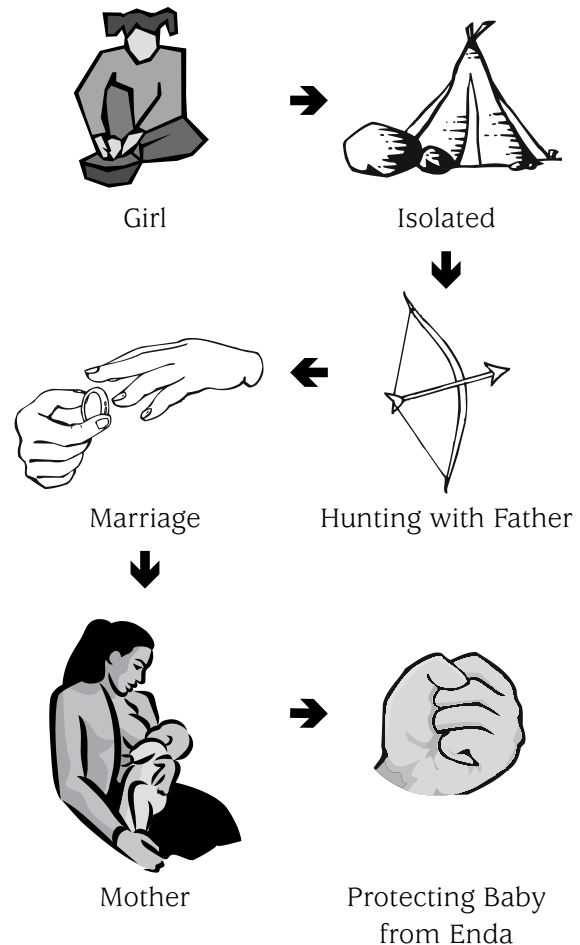 Girl
Isolated
Hunting with Father
Marriage
Mother
Protecting Baby
from Enda